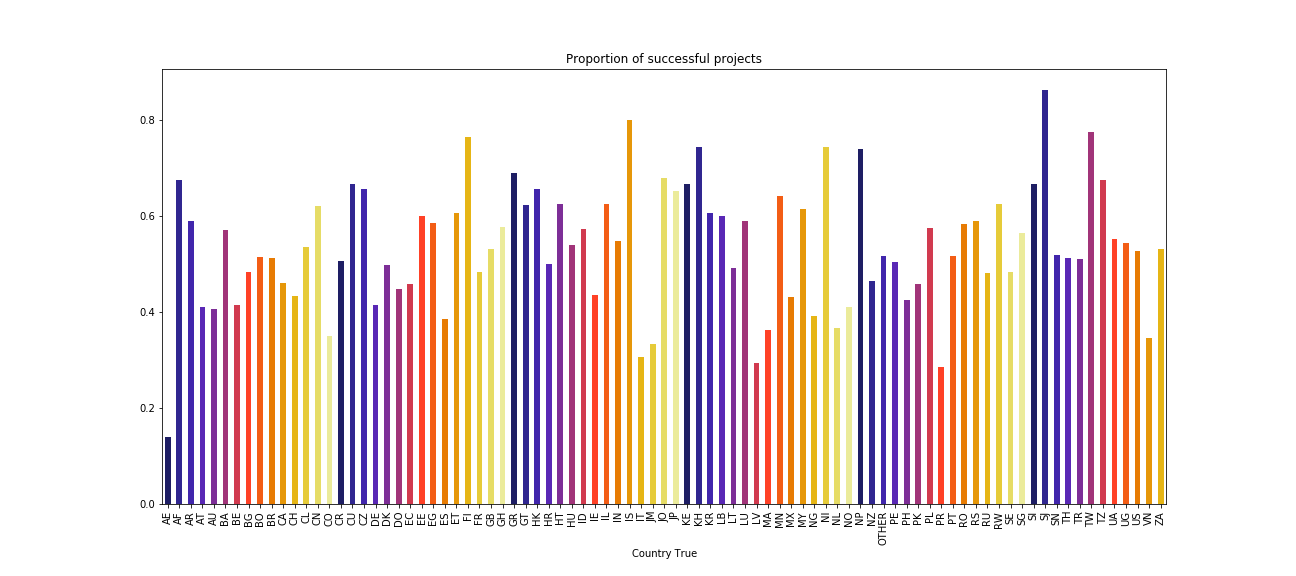 Proportion of successful projects
0.8
0.6
0.4
0.2
0.0
AE AF AR AT AU BA BE BG BO BR CA CH CL CN CO CR CU CZ DE DK DO EC EE EG ES ET FI FR GB GH GR GT HK HR HT HU ID IE IL IN IS IT JM JO JP KE KH KR LB LT LU LV MA MN MX MY NG NI NL NO NP NZ OTHER PE PH PK PL PR PT RO RS RU RW SE SG SI SJ SN TH TR TW TZ UA UG US VN ZA
Country True